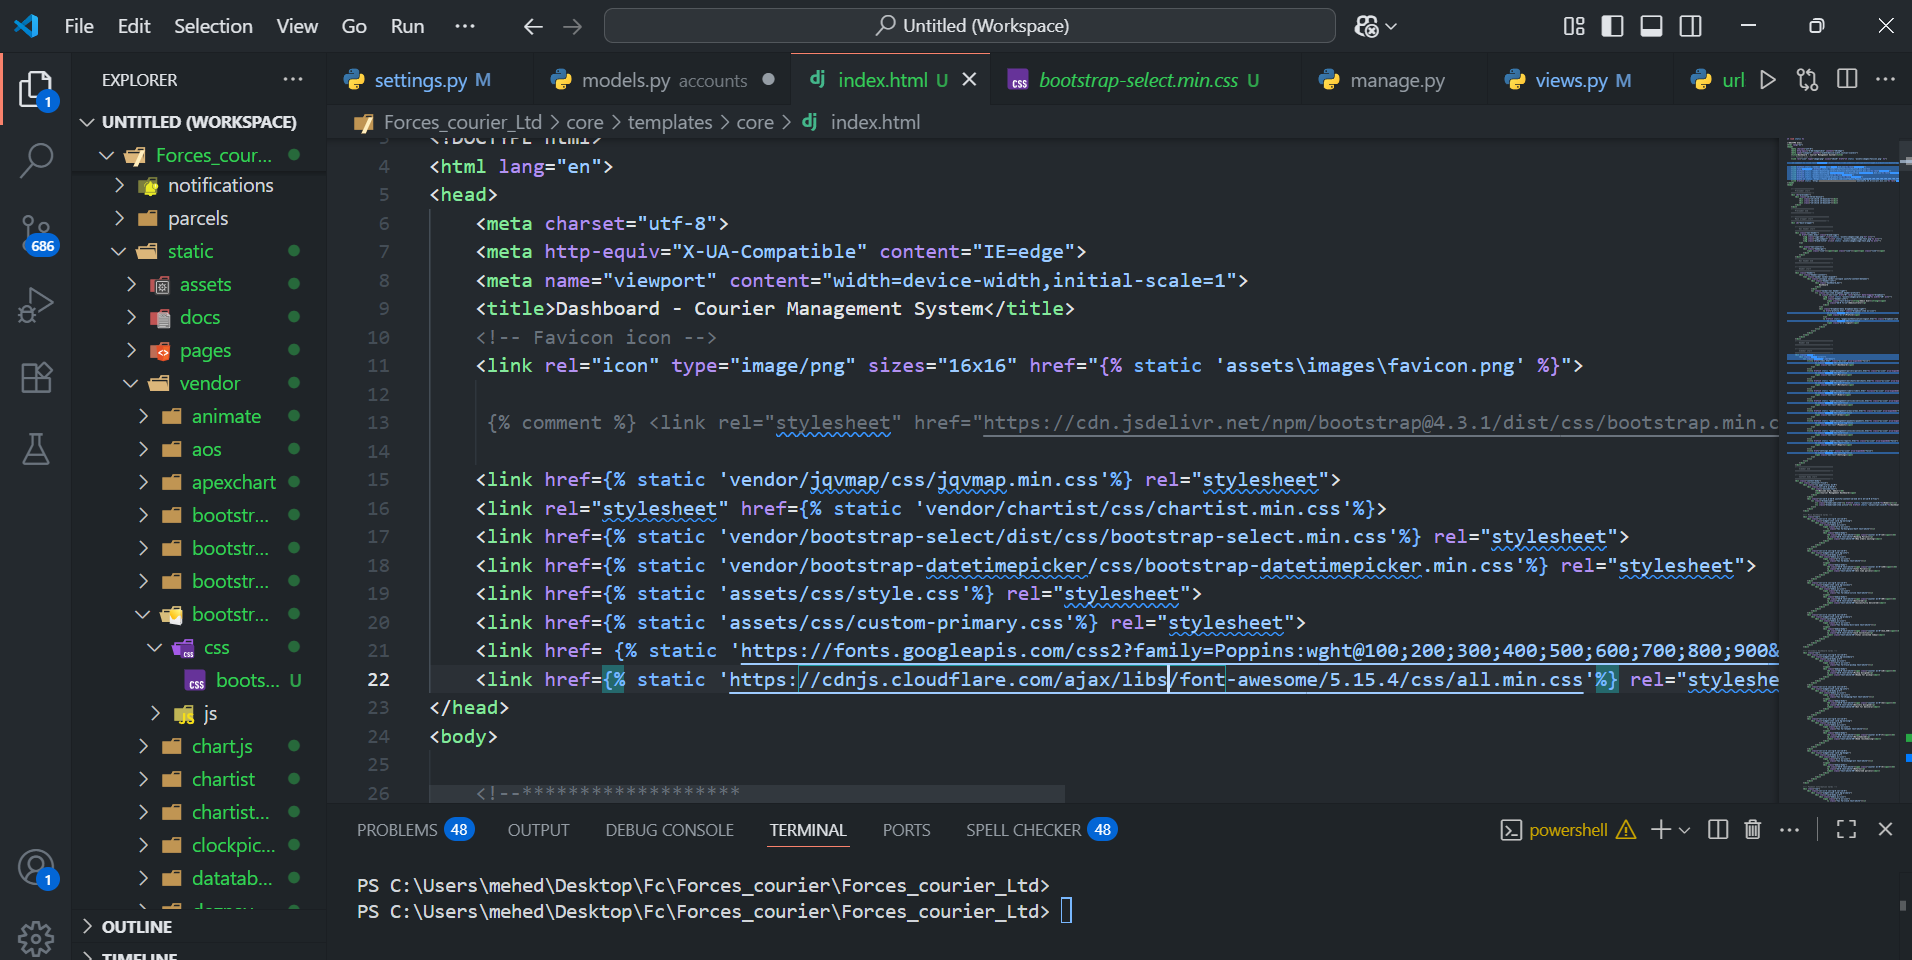 File Edit Selection View Go Run ··· Untitled (Workspace)
EXPLORER ···
settings.py M models.py accounts index.html U bootstrap-select.min.css U manage.py views.py M url
UNTITLED (WORKSPACE)
Forces_courier_Ltd > core > templates > core > index.html
Forces_cour...
notifications
parcels
static
assets
docs
pages
vendor
animate
aos
apexchart
bootstr...
bootstr...
bootstr...
bootstr...
css
boots... U
js
chart.js
chartist
chartist...
clockpic...
datatab...
OUTLINE
TIMELINE
3 <!DOCTYPE html>
4 <html lang="en">
5 <head>
6 <meta charset="utf-8">
7 <meta http-equiv="X-UA-Compatible" content="IE=edge">
8 <meta name="viewport" content="width=device-width,initial-scale=1">
9 <title>Dashboard - Courier Management System</title>
10 <!-- Favicon icon -->
11 <link rel="icon" type="image/png" sizes="16x16" href="{% static 'assets\images\favicon.png' %}">
12
13 {% comment %} <link rel="stylesheet" href="https://cdn.jsdelivr.net/npm/bootstrap@4.3.1/dist/css/bootstrap.min.c
14
15 <link href={% static 'vendor/jqvmap/css/jqvmap.min.css'%} rel="stylesheet">
16 <link rel="stylesheet" href={% static 'vendor/chartist/css/chartist.min.css'%}>
17 <link href={% static 'vendor/bootstrap-select/dist/css/bootstrap-select.min.css'%} rel="stylesheet">
18 <link href={% static 'vendor/bootstrap-datetimepicker/css/bootstrap-datetimepicker.min.css'%} rel="stylesheet">
19 <link href={% static 'assets/css/style.css'%} rel="stylesheet">
20 <link href={% static 'assets/css/custom-primary.css'%} rel="stylesheet">
21 <link href= {% static 'https://fonts.googleapis.com/css2?family=Poppins:wght@100;200;300;400;500;600;700;800;900&
22 <link href={% static 'https://cdnjs.cloudflare.com/ajax/libs/font-awesome/5.15.4/css/all.min.css'%} rel="styleshe
23 </head>
24 <body>
25
26 <!--*******************
PROBLEMS 48 OUTPUT DEBUG CONSOLE TERMINAL PORTS SPELL CHECKER 48 powershell
PS C:\Users\mehed\Desktop\Fc\Forces_courier\Forces_courier_Ltd>
PS C:\Users\mehed\Desktop\Fc\Forces_courier\Forces_courier_Ltd>
1
686
1